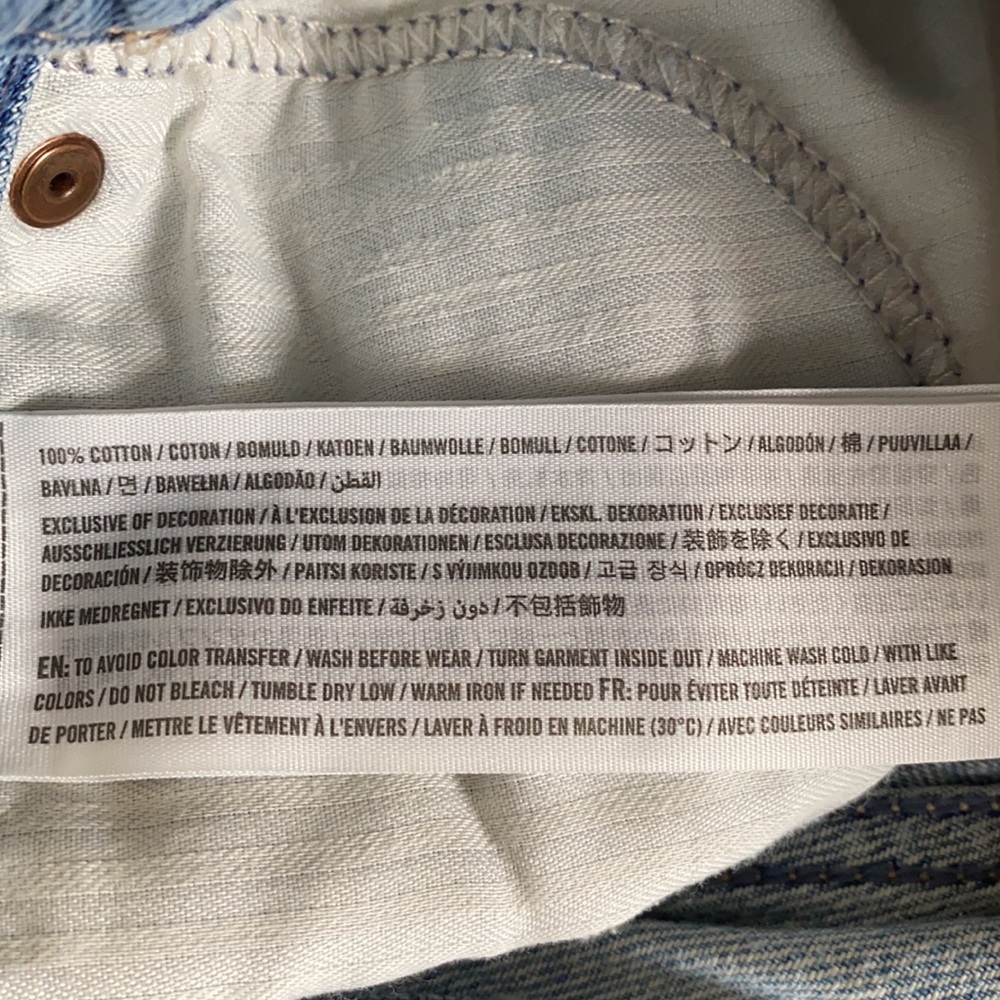 100% COTTON / COTON / BOMULD / KATOEN / BAUMWOLLE / BOMULL / COTONE / コットン / ALGODÓN / 棉 / PUUVILLAA /
BAVLNA / 면 / BAWEŁNA / ALGODÃO / القطن
EXCLUSIVE OF DECORATION / À L'EXCLUSION DE LA DÉCORATION / EKSKL. DEKORATION / EXCLUSIEF DECORATIE /
AUSSCHLIESSLICH VERZIERUNG / UTOM DEKORATIONEN / ESCLUSA DECORAZIONE / 装飾を除く / EXCLUSIVO DE
DECORACIÓN / 装饰物除外 / PAITSI KORISTE / S VÝJIMKOU OZDOB / 고급 장식 / OPRÓCZ DEKORACJI / DEKORASJON
IKKE MEDREGNET / EXCLUSIVO DO ENFEITE / دون زخرفة / 不包括飾物
EN: TO AVOID COLOR TRANSFER / WASH BEFORE WEAR / TURN GARMENT INSIDE OUT / MACHINE WASH COLD / WITH LIKE
COLORS / DO NOT BLEACH / TUMBLE DRY LOW / WARM IRON IF NEEDED FR: POUR ÉVITER TOUTE DÉTEINTE / LAVER AVANT
DE PORTER / METTRE LE VÊTEMENT À L'ENVERS / LAVER À FROID EN MACHINE (30°C) / AVEC COULEURS SIMILAIRES / NE PAS